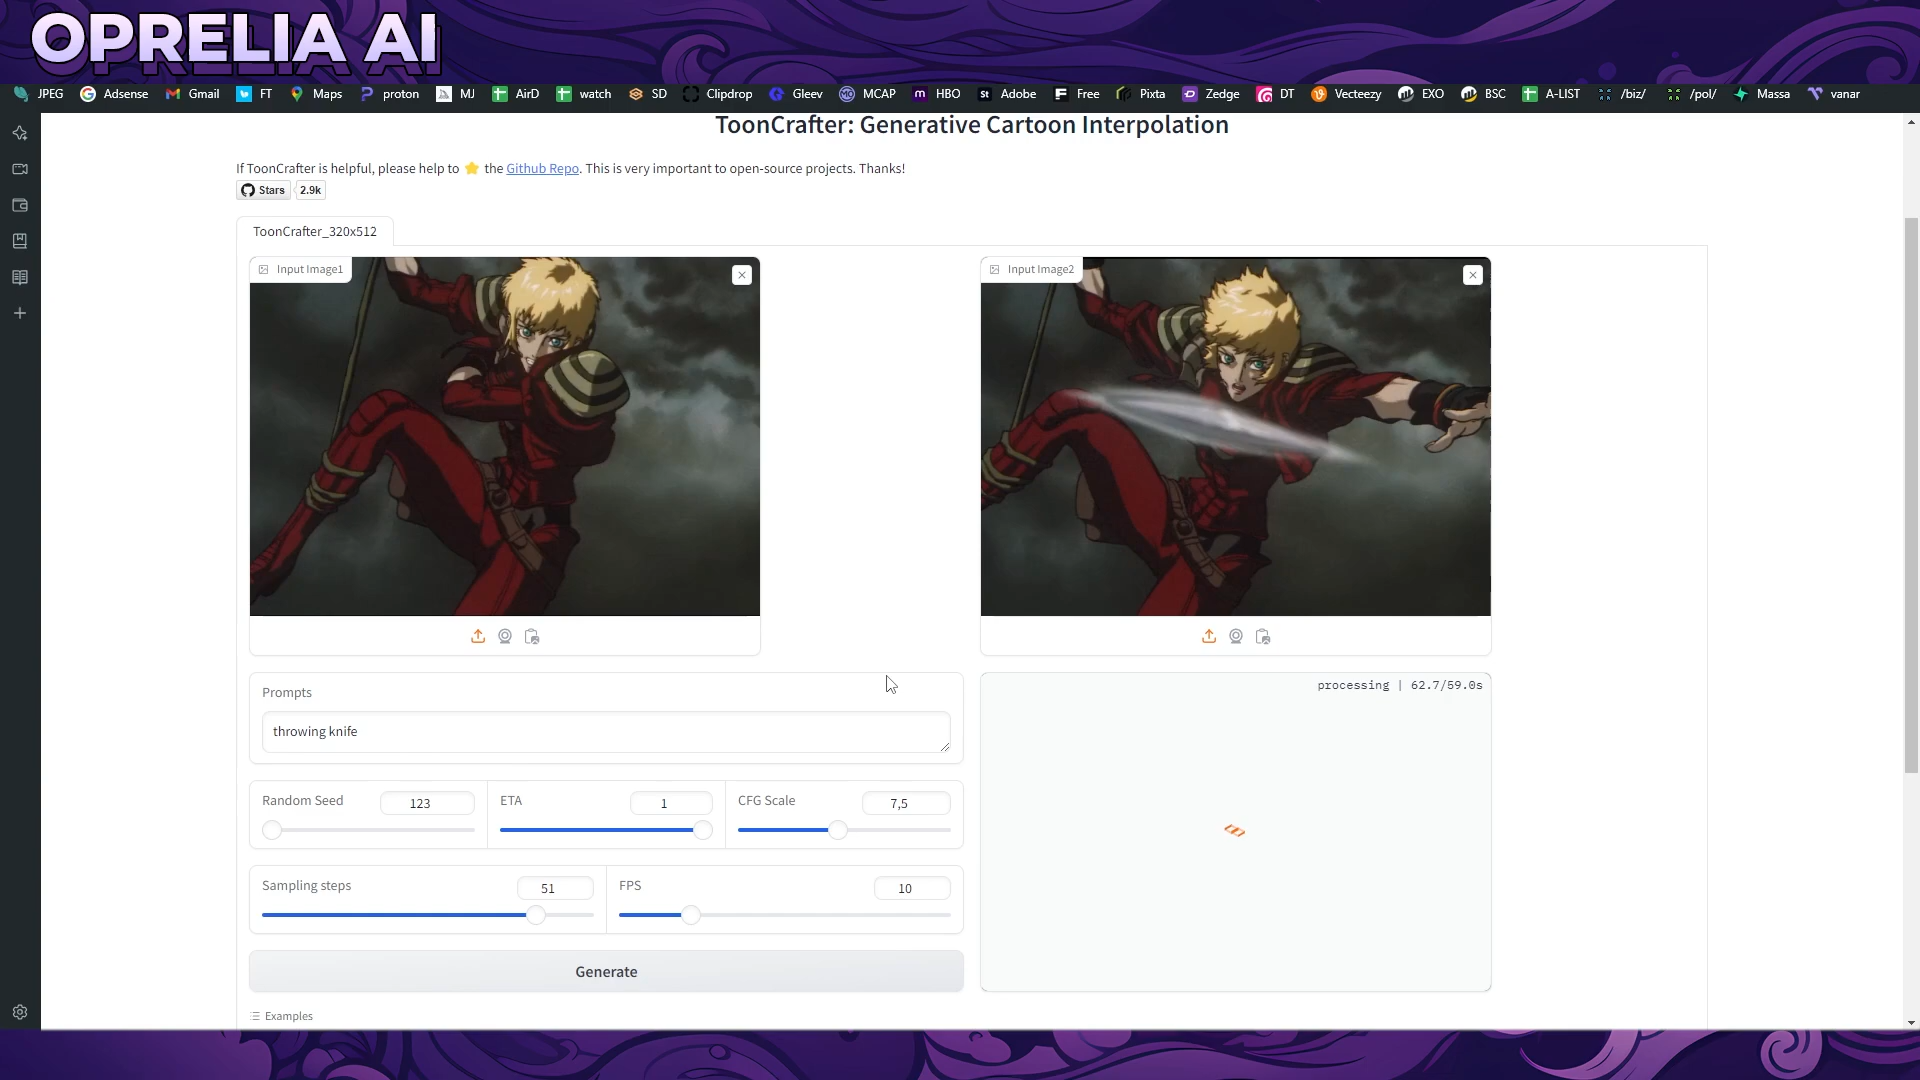 OPRELIA AI
JPEG Adsense Gmail FT Maps proton MJ AirD watch SD Clipdrop Gleev MCAP HBO Adobe Free Pixta Zedge DT Vecteezy EXO BSC A-LIST /biz/ /pol/ Massa vanar
ToonCrafter: Generative Cartoon Interpolation
If ToonCrafter is helpful, please help to ⭐ the Github Repo. This is very important to open-source projects. Thanks!
Stars 2.9k
ToonCrafter_320x512
Input Image1
Input Image2
processing | 62.7/59.0s
Prompts
throwing knife
Random Seed 123 ETA 1 CFG Scale 7,5
Sampling steps 51 FPS 10
Generate
Examples